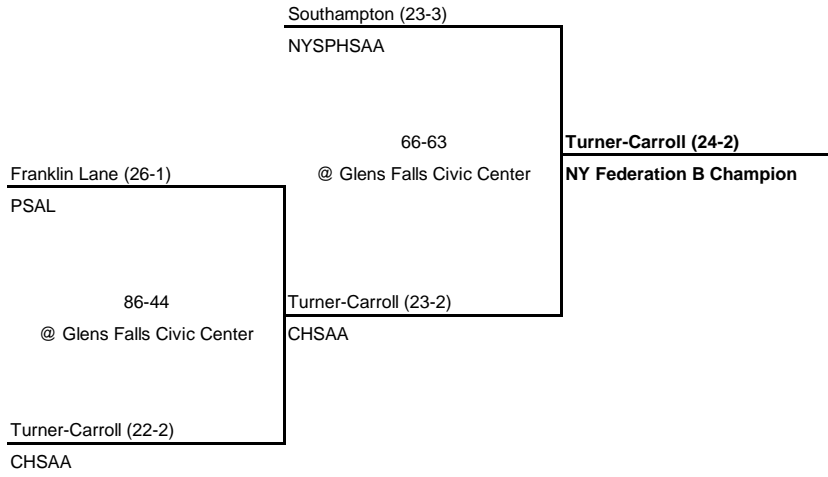 Southampton (23-3)
NYSPHSAA
66-63
Turner-Carroll (24-2)
Franklin Lane (26-1)
@ Glens Falls Civic Center
NY Federation B Champion
PSAL
86-44
Turner-Carroll (23-2)
@ Glens Falls Civic Center
CHSAA
Turner-Carroll (22-2)
CHSAA